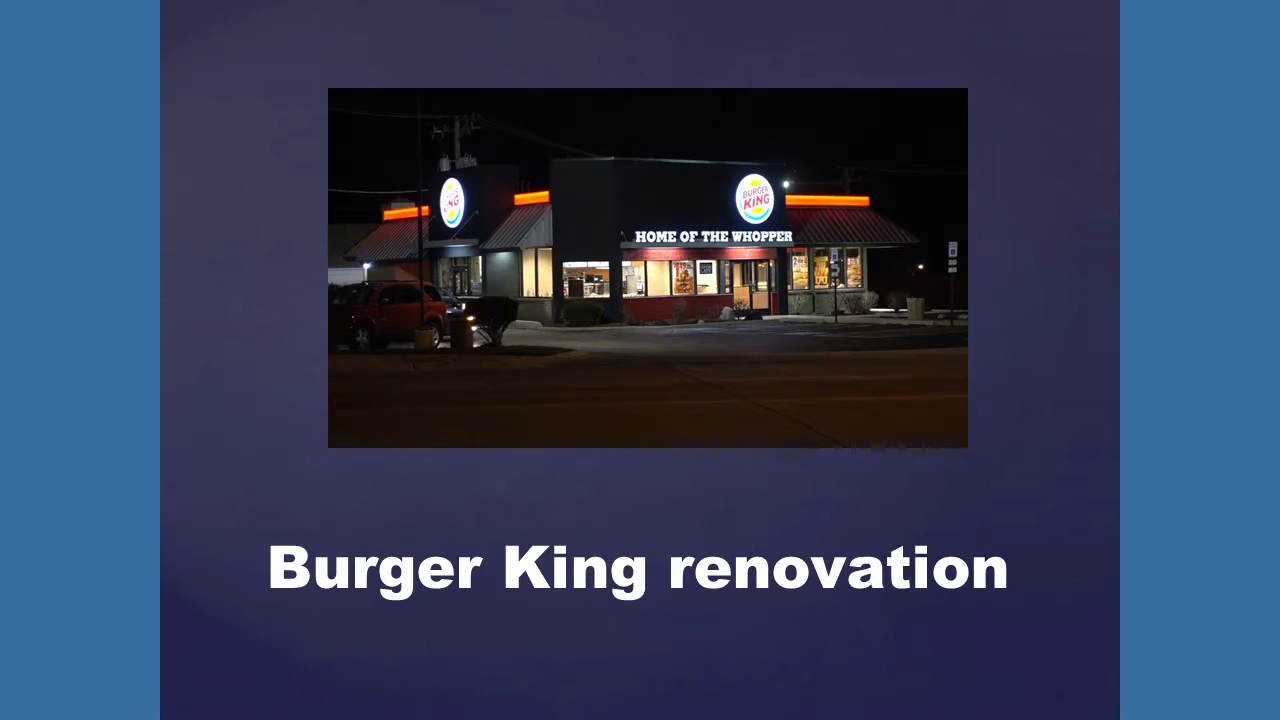 BURGER
KING
BURGER
KING
HOME OF THE WHOPPER
Burger King renovation